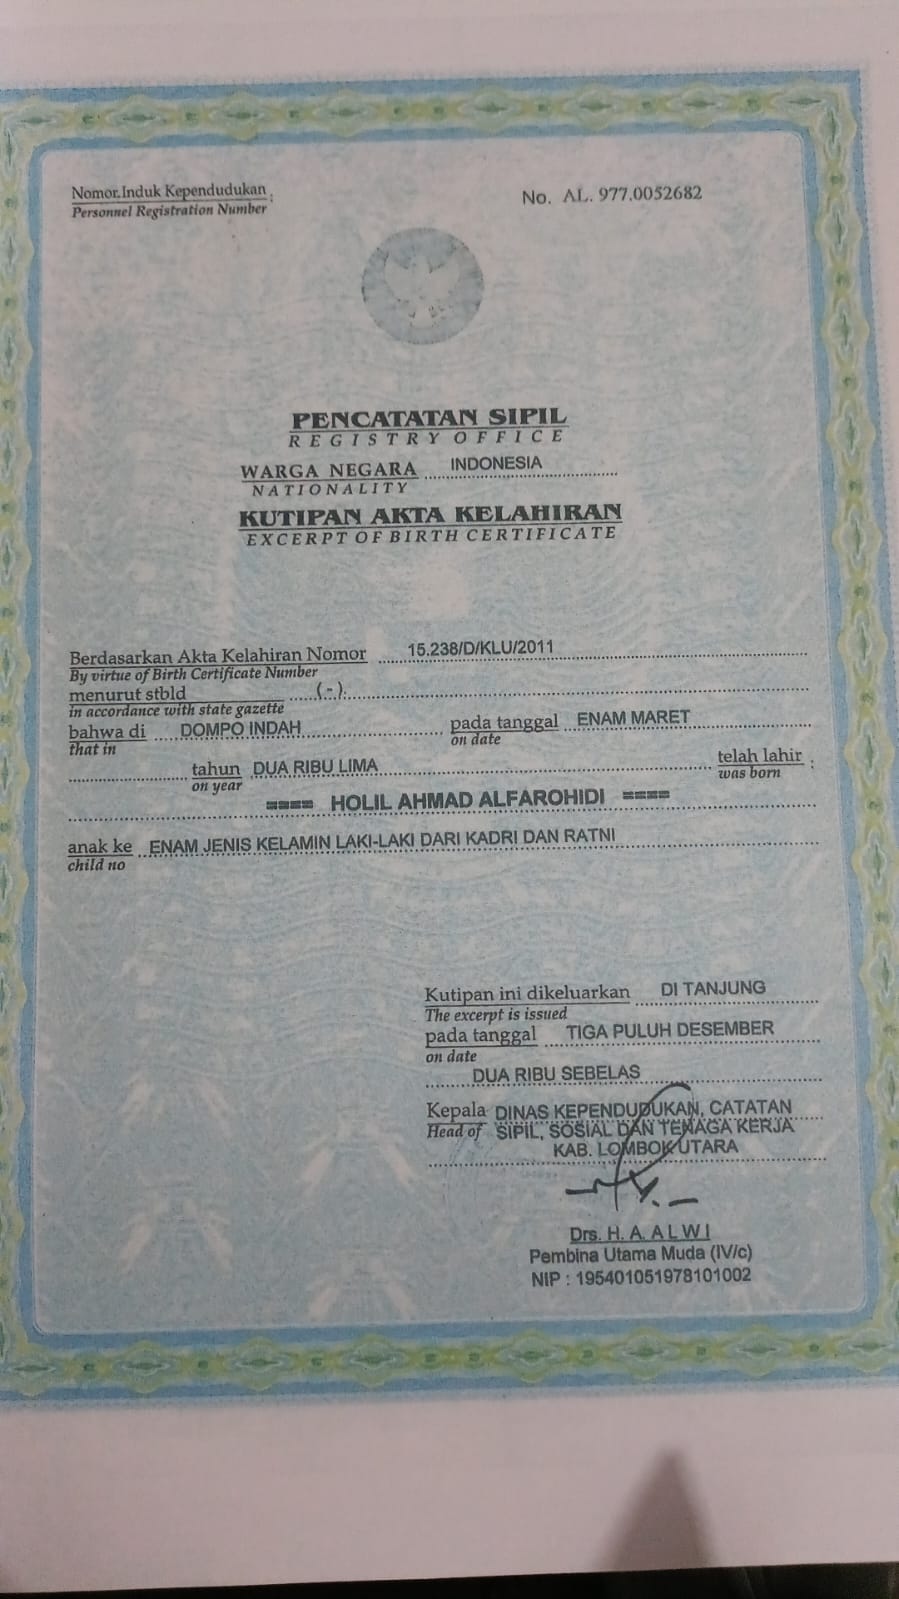 Nomor Induk Kependudukan :
Personnel Registration Number
No. AL. 977.0052682
PENCATATAN SIPIL
REGISTRY OFFICE
WARGA NEGARA INDONESIA
NATIONALITY
KUTIPAN AKTA KELAHIRAN
EXCERPT OF BIRTH CERTIFICATE
Berdasarkan Akta Kelahiran Nomor 15.238/D/KLU/2011
By virtue of Birth Certificate Number
menurut stbld (-)
in accordance with state gazette
bahwa di DOMPO INDAH pada tanggal ENAM MARET
that in on date
tahun DUA RIBU LIMA telah lahir :
on year was born
==== HOLIL AHMAD ALFAROHIDI ====
anak ke ENAM JENIS KELAMIN LAKI-LAKI DARI KADRI DAN RATNI
child no
Kutipan ini dikeluarkan DI TANJUNG
The excerpt is issued
pada tanggal TIGA PULUH DESEMBER
on date
DUA RIBU SEBELAS
Kepala DINAS KEPENDUDUKAN, CATATAN
Head of SIPIL, SOSIAL DAN TENAGA KERJA
KAB. LOMBOK UTARA
Drs. H. A. ALWI
Pembina Utama Muda (IV/c)
NIP : 195401051978101002